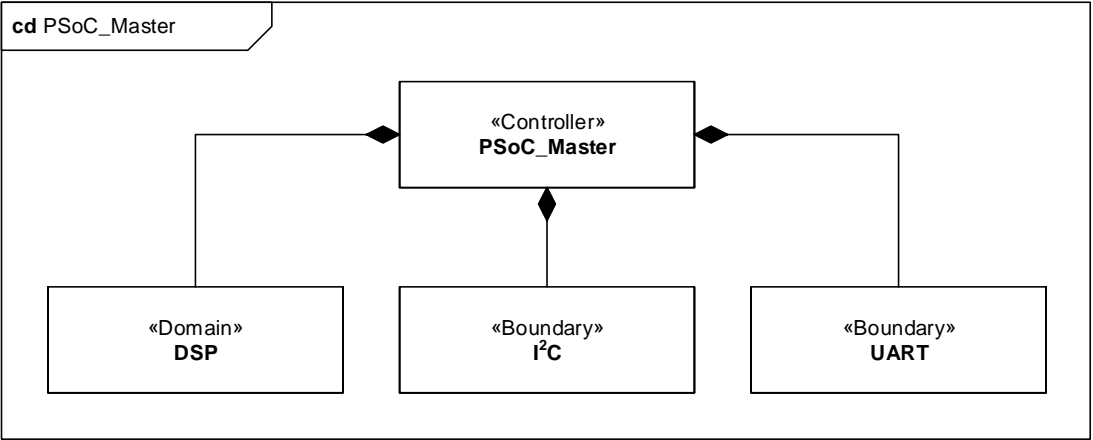 cd PSoC_Master
«Controller»
PSoC_Master
«Domain»
DSP
«Boundary»
I²C
«Boundary»
UART